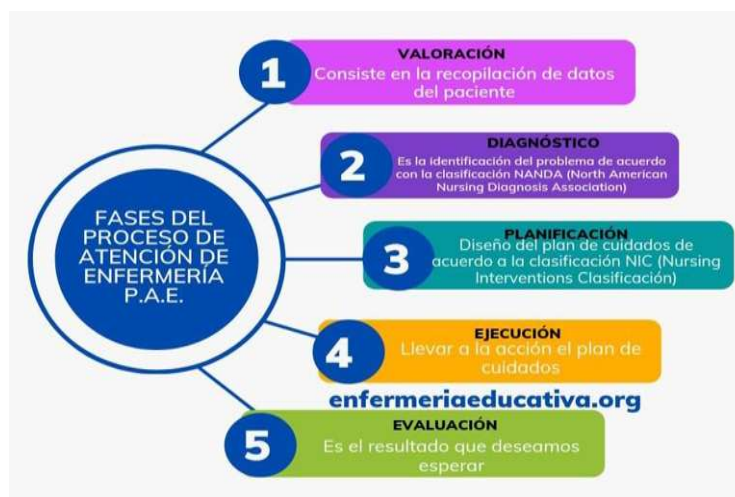 FASES DEL
PROCESO DE
ATENCIÓN DE
ENFERMERÍA
P.A.E.
1
VALORACIÓN
Consiste en la recopilación de datos
del paciente
2
DIAGNÓSTICO
Es la identificación del problema de acuerdo
con la clasificación NANDA (North American
Nursing Diagnosis Association)
3
PLANIFICACIÓN
Diseño del plan de cuidados de
acuerdo a la clasificación NIC (Nursing
Interventions Clasificación)
4
EJECUCIÓN
Llevar a la acción el plan de
cuidados
enfermeriaeducativa.org
5
EVALUACIÓN
Es el resultado que deseamos
esperar